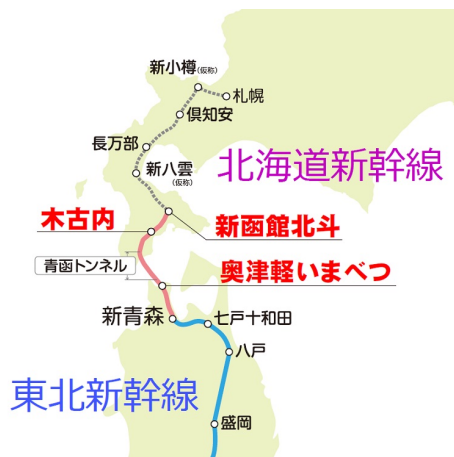 新小樽(仮称)
札幌
倶知安
長万部
新八雲
(仮称)
北海道新幹線
木古内
新函館北斗
青函トンネル
奥津軽いまべつ
新青森
七戸十和田
八戸
東北新幹線
盛岡